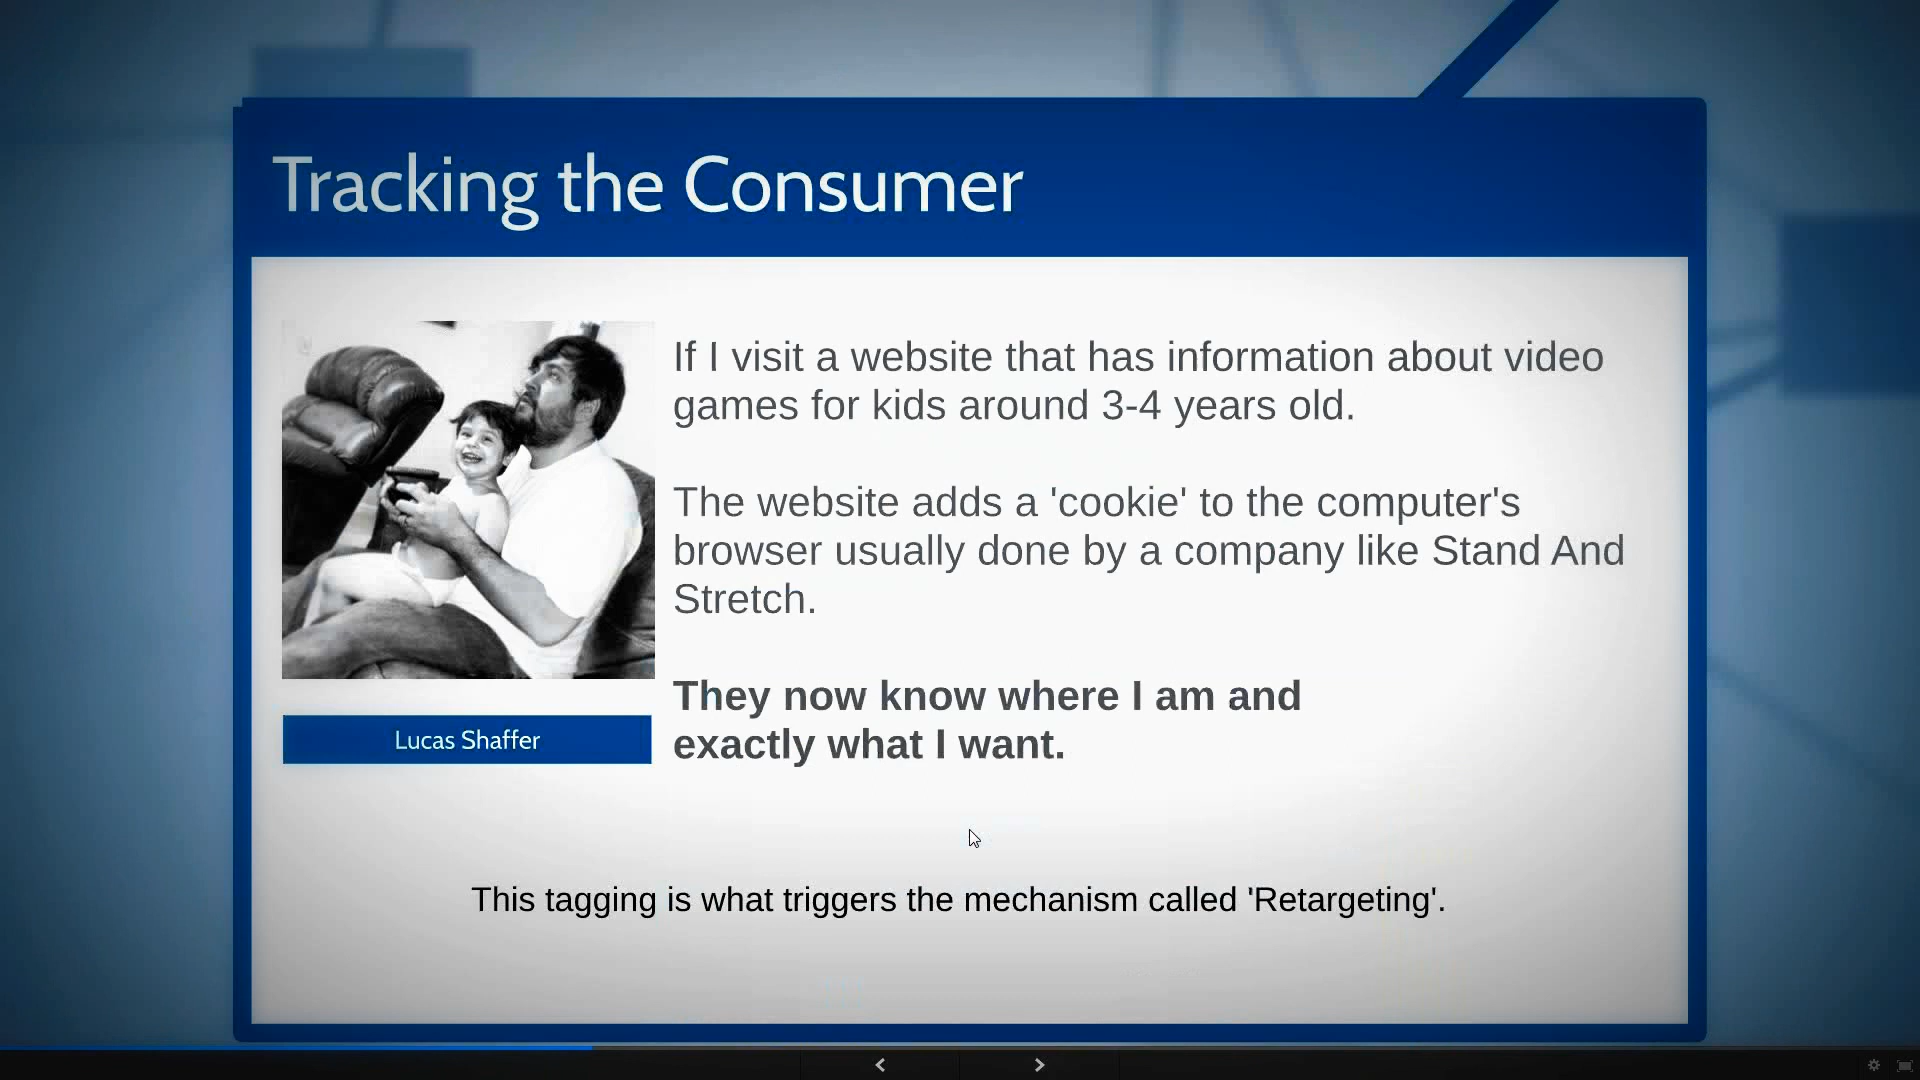 Tracking the Consumer
If I visit a website that has information about video
games for kids around 3-4 years old.
The website adds a 'cookie' to the computer's
browser usually done by a company like Stand And
Stretch.
They now know where I am and
exactly what I want.
Lucas Shaffer
This tagging is what triggers the mechanism called 'Retargeting'.